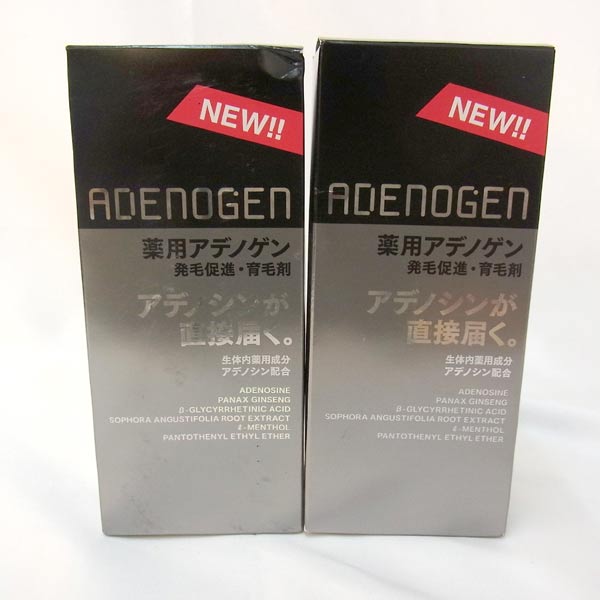 NEW!!
ADENOGEN
薬用アデノゲン
発毛促進・育毛剤
アデノシンが
直接届く。
生体内薬用成分
アデノシン配合
ADENOSINE
PANAX GINSENG
β-GLYCYRRHETINIC ACID
SOPHORA ANGUSTIFOLIA ROOT EXTRACT
ℓ-MENTHOL
PANTOTHENYL ETHYL ETHER
NEW!!
ADENOGEN
薬用アデノゲン
発毛促進・育毛剤
アデノシンが
直接届く。
生体内薬用成分
アデノシン配合
ADENOSINE
PANAX GINSENG
β-GLYCYRRHETINIC ACID
SOPHORA ANGUSTIFOLIA ROOT EXTRACT
ℓ-MENTHOL
PANTOTHENYL ETHYL ETHER